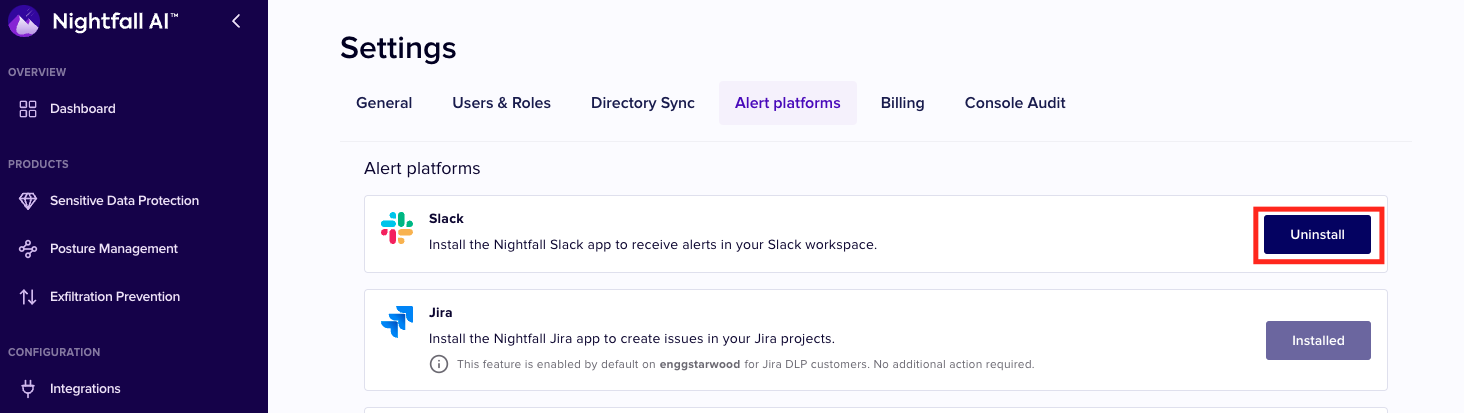 Nightfall AI™
OVERVIEW
Dashboard
PRODUCTS
Sensitive Data Protection
Posture Management
Exfiltration Prevention
CONFIGURATION
Integrations
Settings
General Users & Roles Directory Sync Alert platforms Billing Console Audit
Alert platforms
Slack
Install the Nightfall Slack app to receive alerts in your Slack workspace.
Uninstall
Jira
Install the Nightfall Jira app to create issues in your Jira projects.
This feature is enabled by default on enggstarwood for Jira DLP customers. No additional action required.
Installed